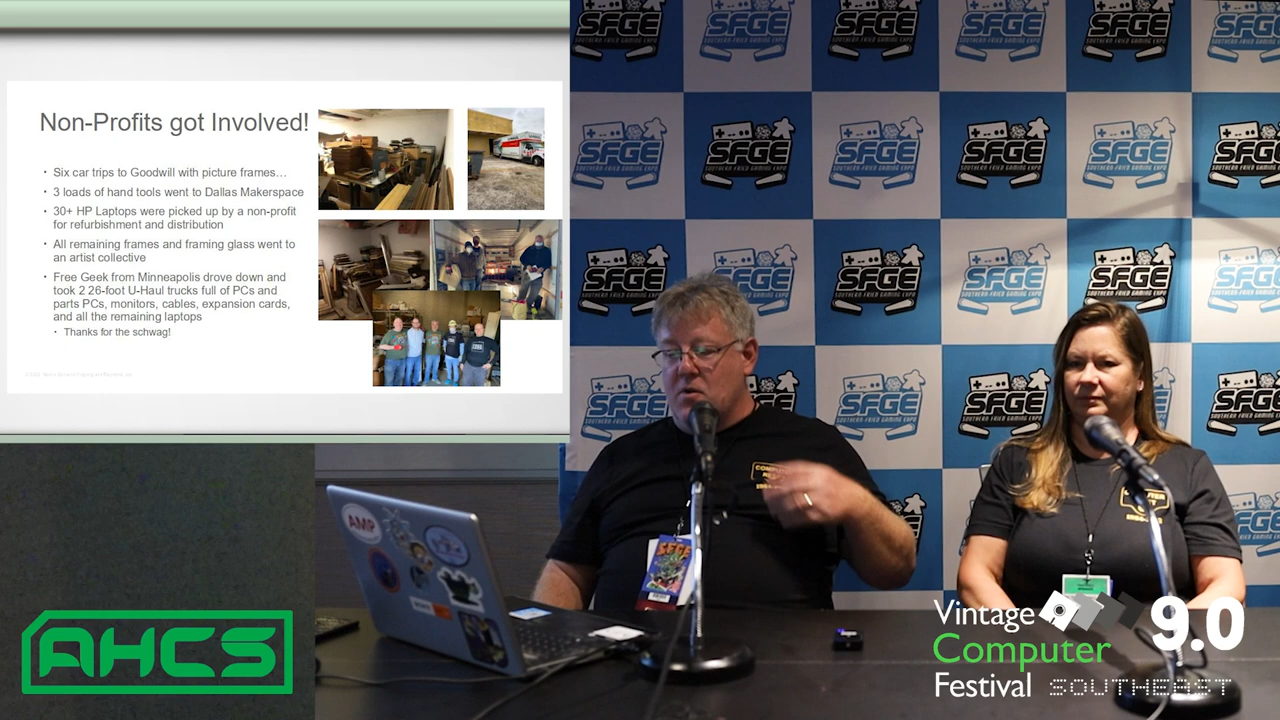 Non-Profits got Involved!
Six car trips to Goodwill with picture frames…
3 loads of hand tools went to Dallas Makerspace
30+ HP Laptops were picked up by a non-profit
for refurbishment and distribution
All remaining frames and framing glass went to
an artist collective
Free Geek from Minneapolis drove down and
took 2 26-foot U-Haul trucks full of PCs and
parts PCs, monitors, cables, expansion cards,
and all the remaining laptops
Thanks for the schwag!
SFGE
SOUTHERN-FRIED GAMING EXPO
AMP
SFGE
AHCS
Vintage
Computer
Festival
SOUTHEAST
9.0